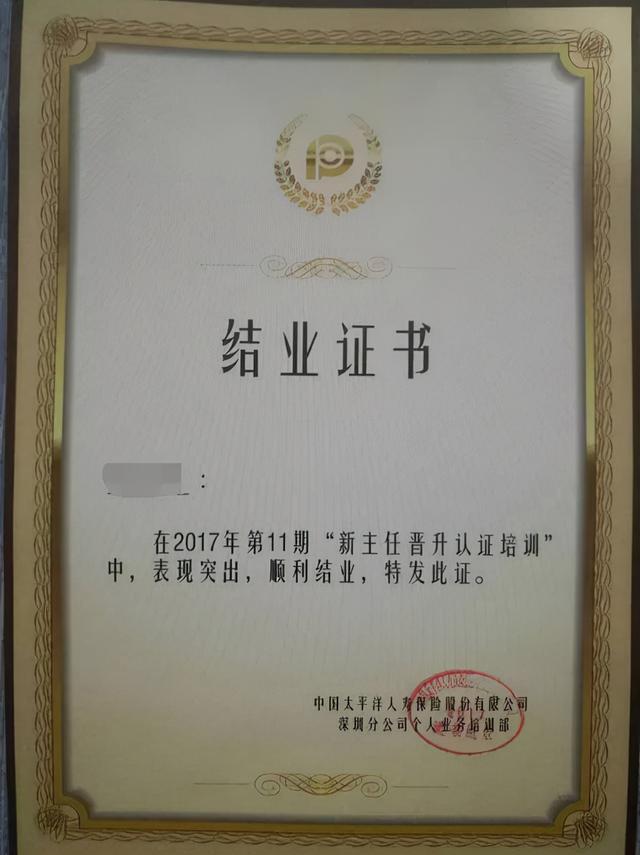 结业证书
：
在2017年第11期“新主任晋升认证培训”
中，表现突出，顺利结业，特发此证。
中国太平洋人寿保险股份有限公司
深圳分公司个人业务培训部